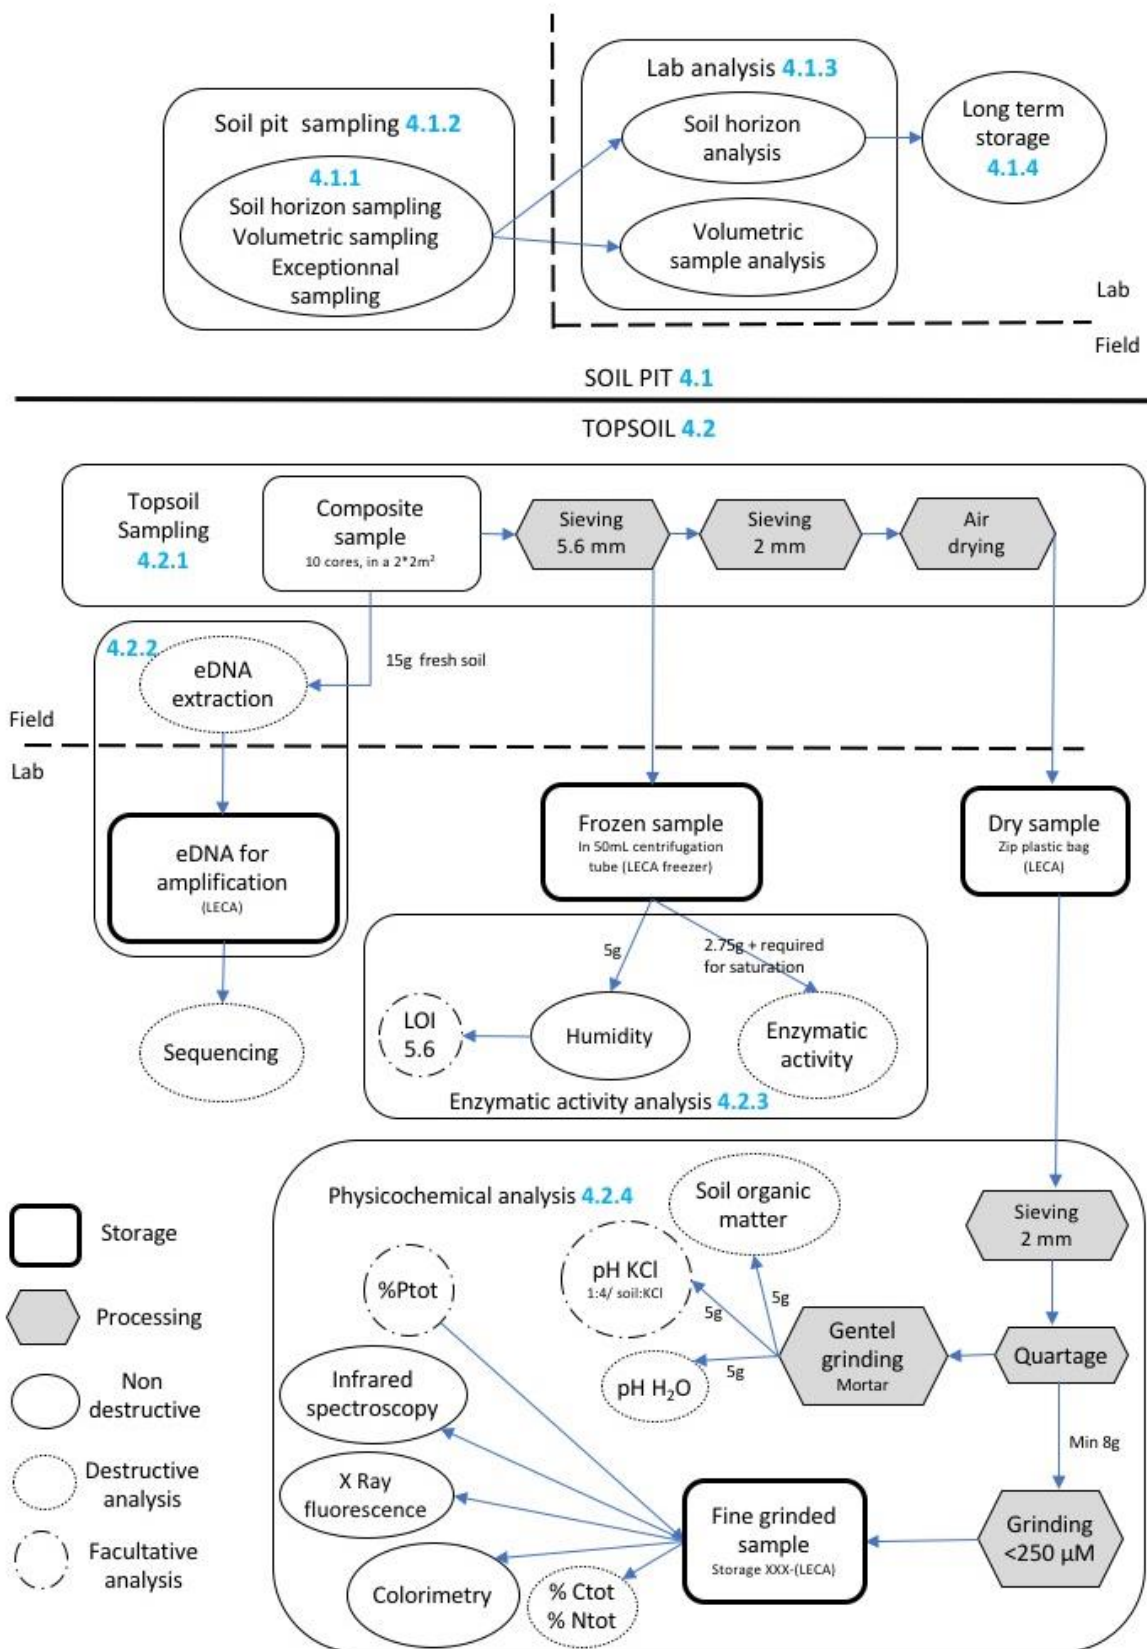 Lab analysis 4.1.3
Soil pit sampling 4.1.2
4.1.1
Soil horizon sampling
Volumetric sampling
Exceptionnal
sampling
Soil horizon
analysis
Volumetric
sample analysis
Long term
storage
4.1.4
Lab
Field
SOIL PIT 4.1
TOPSOIL 4.2
Topsoil
Sampling
4.2.1
Composite
sample
10 cores, in a 2*2m²
Sieving
5.6 mm
Sieving
2 mm
Air
drying
4.2.2
eDNA
extraction
15g fresh soil
Field
Lab
eDNA for
amplification
(LECA)
Sequencing
Frozen sample
In 50mL centrifugation
tube (LECA freezer)
Dry sample
Zip plastic bag
(LECA)
5g
2.75g + required
for saturation
LOI
5.6
Humidity
Enzymatic
activity
Enzymatic activity analysis 4.2.3
Physicochemical analysis 4.2.4
Soil organic
matter
pH KCl
1:4/ soil:KCl
pH H₂O
5g
5g
5g
Sieving
2 mm
Quartage
Gentel
grinding
Mortar
Min 8g
Grinding
<250 µM
Fine grinded
sample
Storage XXX-(LECA)
%Ptot
Infrared
spectroscopy
X Ray
fluorescence
Colorimetry
% Ctot
% Ntot
Storage
Processing
Non
destructive
Destructive
analysis
Facultative
analysis